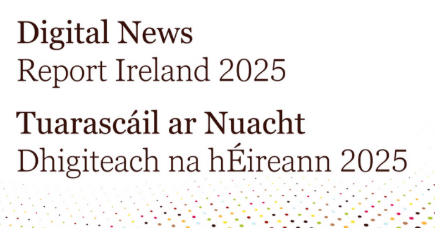 Digital News
Report Ireland 2025
Tuarascáil ar Nuacht
Dhigiteach na hÉireann 2025